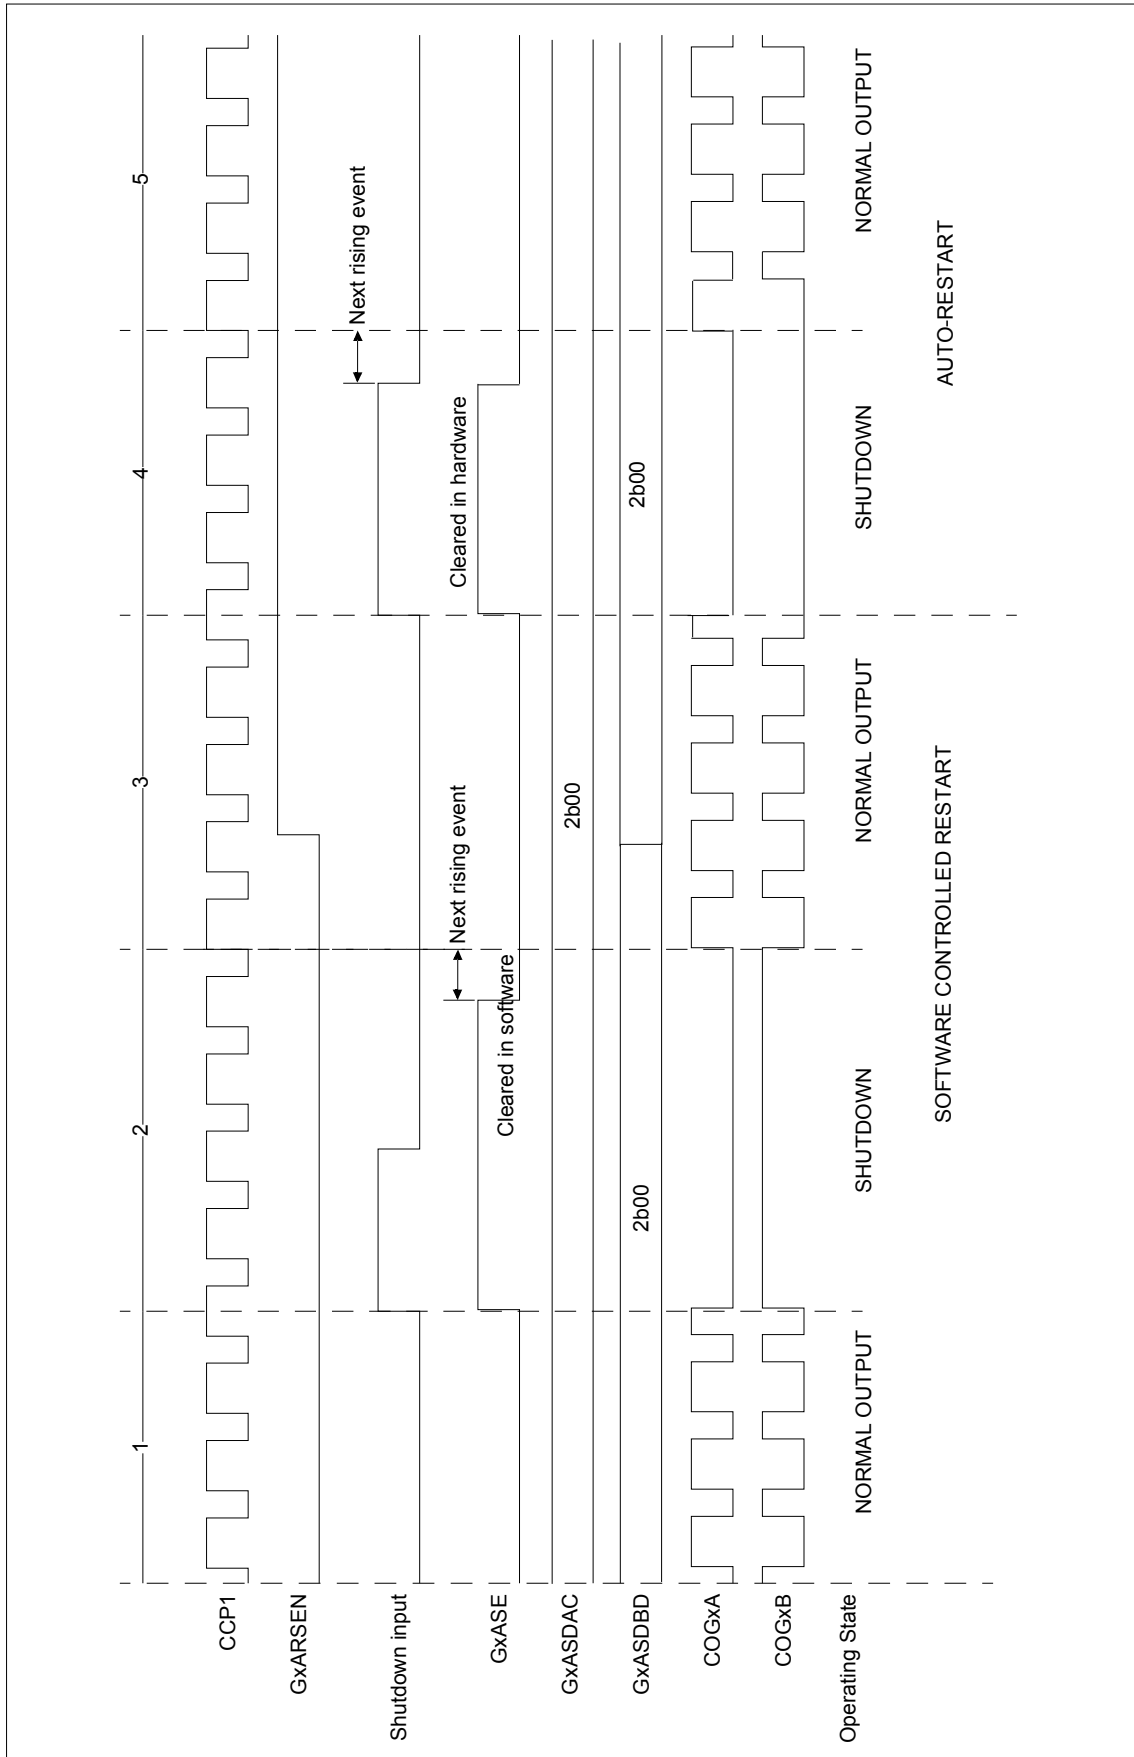 1
2
3
4
5
CCP1
GxARSEN
Next rising event
Shutdown input
Next rising event
Cleared in software
Cleared in hardware
GxASE
2b00
GxASDAC
2b00
2b00
GxASDBD
COGxA
COGxB
NORMAL OUTPUT
SHUTDOWN
NORMAL OUTPUT
SHUTDOWN
NORMAL OUTPUT
Operating State
SOFTWARE CONTROLLED RESTART
AUTO-RESTART